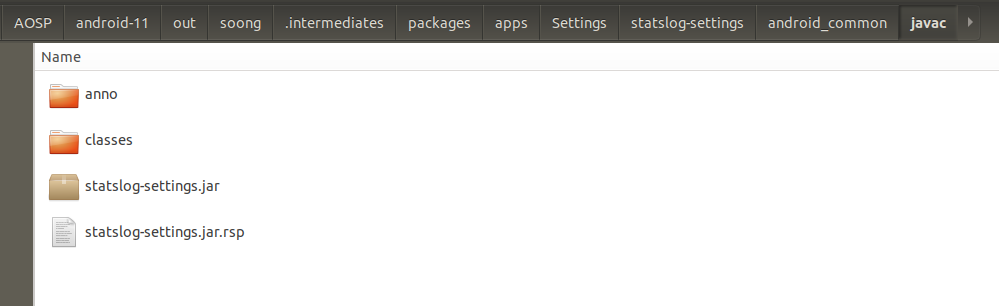 AOSP android-11 out soong .intermediates packages apps Settings statslog-settings android_common javac
Name
anno
classes
statslog-settings.jar
statslog-settings.jar.rsp